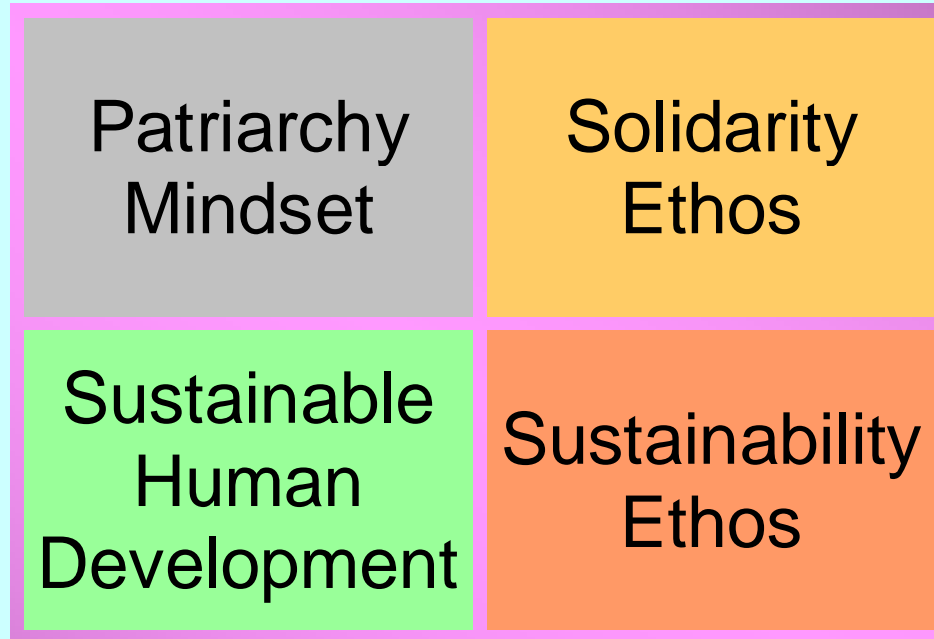 Patriarchy
Mindset
Solidarity
Ethos
Sustainable
Human
Development
Sustainability
Ethos